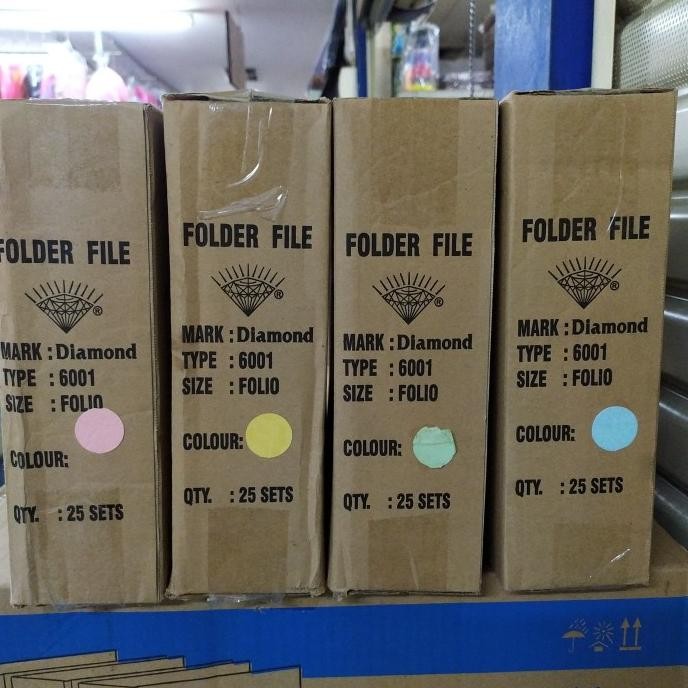 FOLDER FILE
®
MARK : Diamond
TYPE : 6001
SIZE : FOLIO
COLOUR:
QTY. : 25 SETS
FOLDER FILE
®
MARK : Diamond
TYPE : 6001
SIZE : FOLIO
COLOUR:
QTY. : 25 SETS
FOLDER FILE
®
MARK : Diamond
TYPE : 6001
SIZE : FOLIO
COLOUR:
QTY. : 25 SETS
FOLDER FILE
®
MARK : Diamond
TYPE : 6001
SIZE : FOLIO
COLOUR:
QTY. : 25 SETS